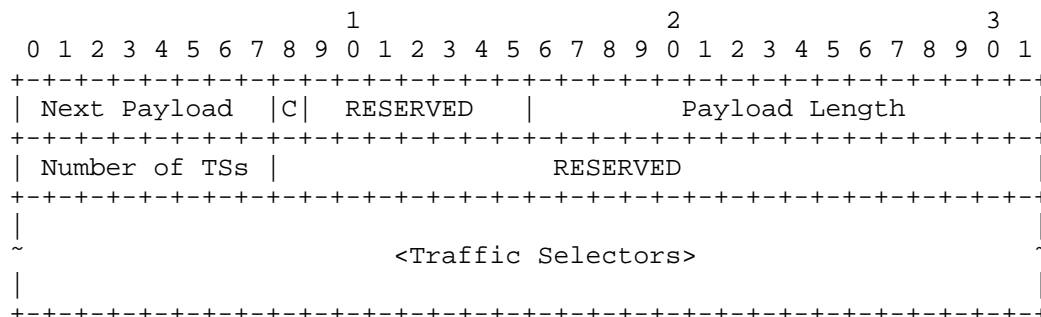 1                   2                   3
 0 1 2 3 4 5 6 7 8 9 0 1 2 3 4 5 6 7 8 9 0 1 2 3 4 5 6 7 8 9 0 1
+-+-+-+-+-+-+-+-+-+-+-+-+-+-+-+-+-+-+-+-+-+-+-+-+-+-+-+-+-+-+-+-+
| Next Payload  |C|  RESERVED   |         Payload Length        |
+-+-+-+-+-+-+-+-+-+-+-+-+-+-+-+-+-+-+-+-+-+-+-+-+-+-+-+-+-+-+-+-+
| Number of TSs |                 RESERVED                      |
+-+-+-+-+-+-+-+-+-+-+-+-+-+-+-+-+-+-+-+-+-+-+-+-+-+-+-+-+-+-+-+-+
|                                                               |
~                       <Traffic Selectors>                     ~
|                                                               |
+-+-+-+-+-+-+-+-+-+-+-+-+-+-+-+-+-+-+-+-+-+-+-+-+-+-+-+-+-+-+-+-+